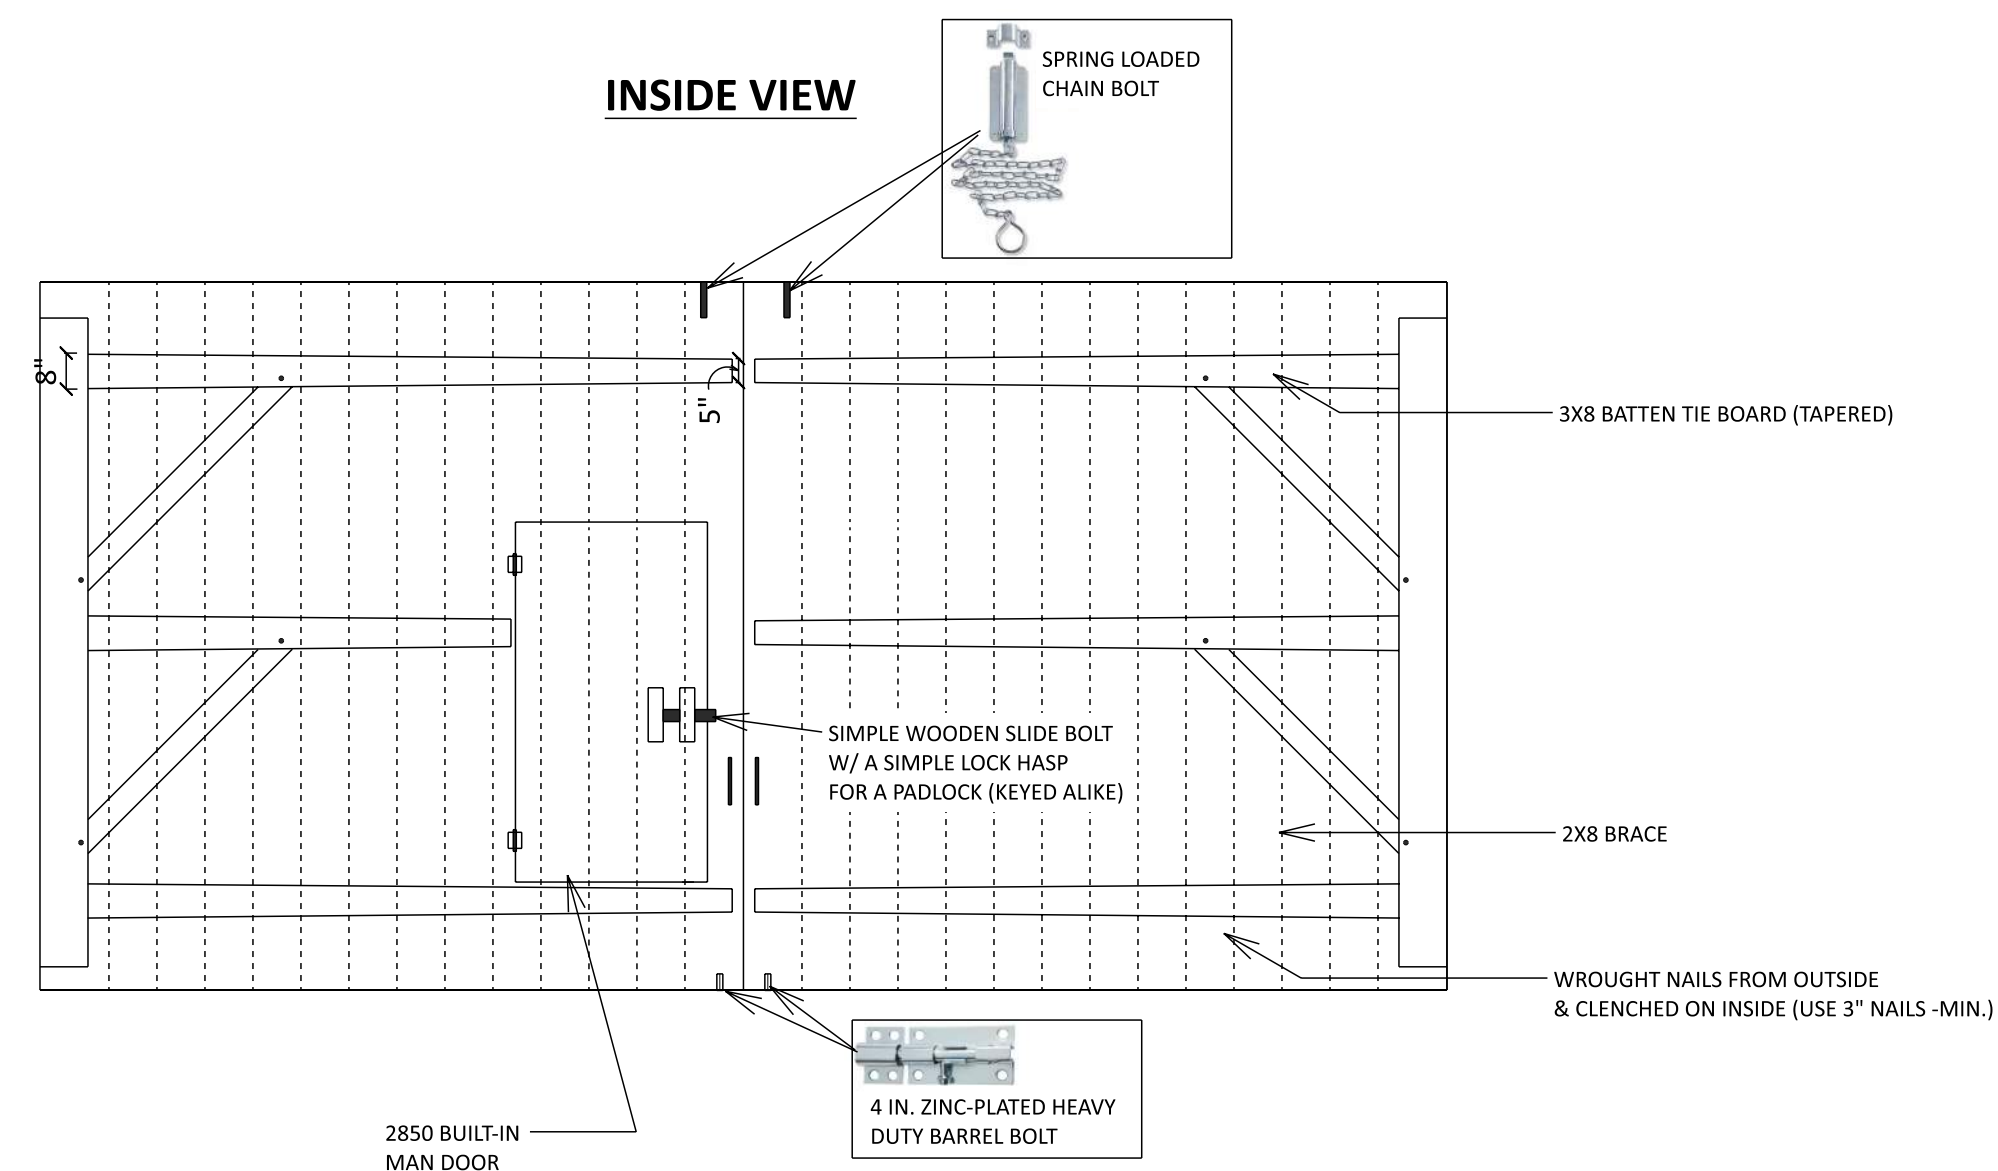 INSIDE VIEW
SPRING LOADED
CHAIN BOLT
8"
5"
3X8 BATTEN TIE BOARD (TAPERED)
SIMPLE WOODEN SLIDE BOLT
W/ A SIMPLE LOCK HASP
FOR A PADLOCK (KEYED ALIKE)
2X8 BRACE
WROUGHT NAILS FROM OUTSIDE
& CLENCHED ON INSIDE (USE 3" NAILS -MIN.)
4 IN. ZINC-PLATED HEAVY
DUTY BARREL BOLT
2850 BUILT-IN
MAN DOOR